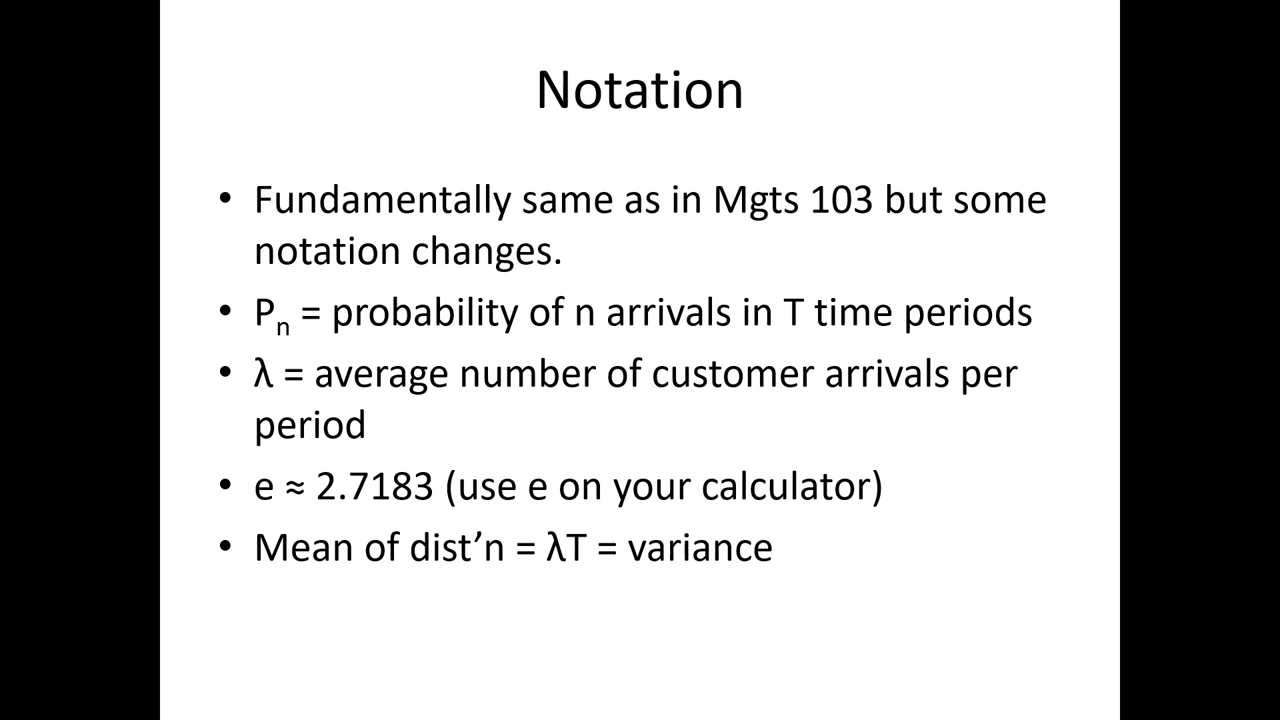 Notation
• Fundamentally same as in Mgts 103 but some
notation changes.
• Pₙ = probability of n arrivals in T time periods
• λ = average number of customer arrivals per
period
• e ≈ 2.7183 (use e on your calculator)
• Mean of dist’n = λT = variance